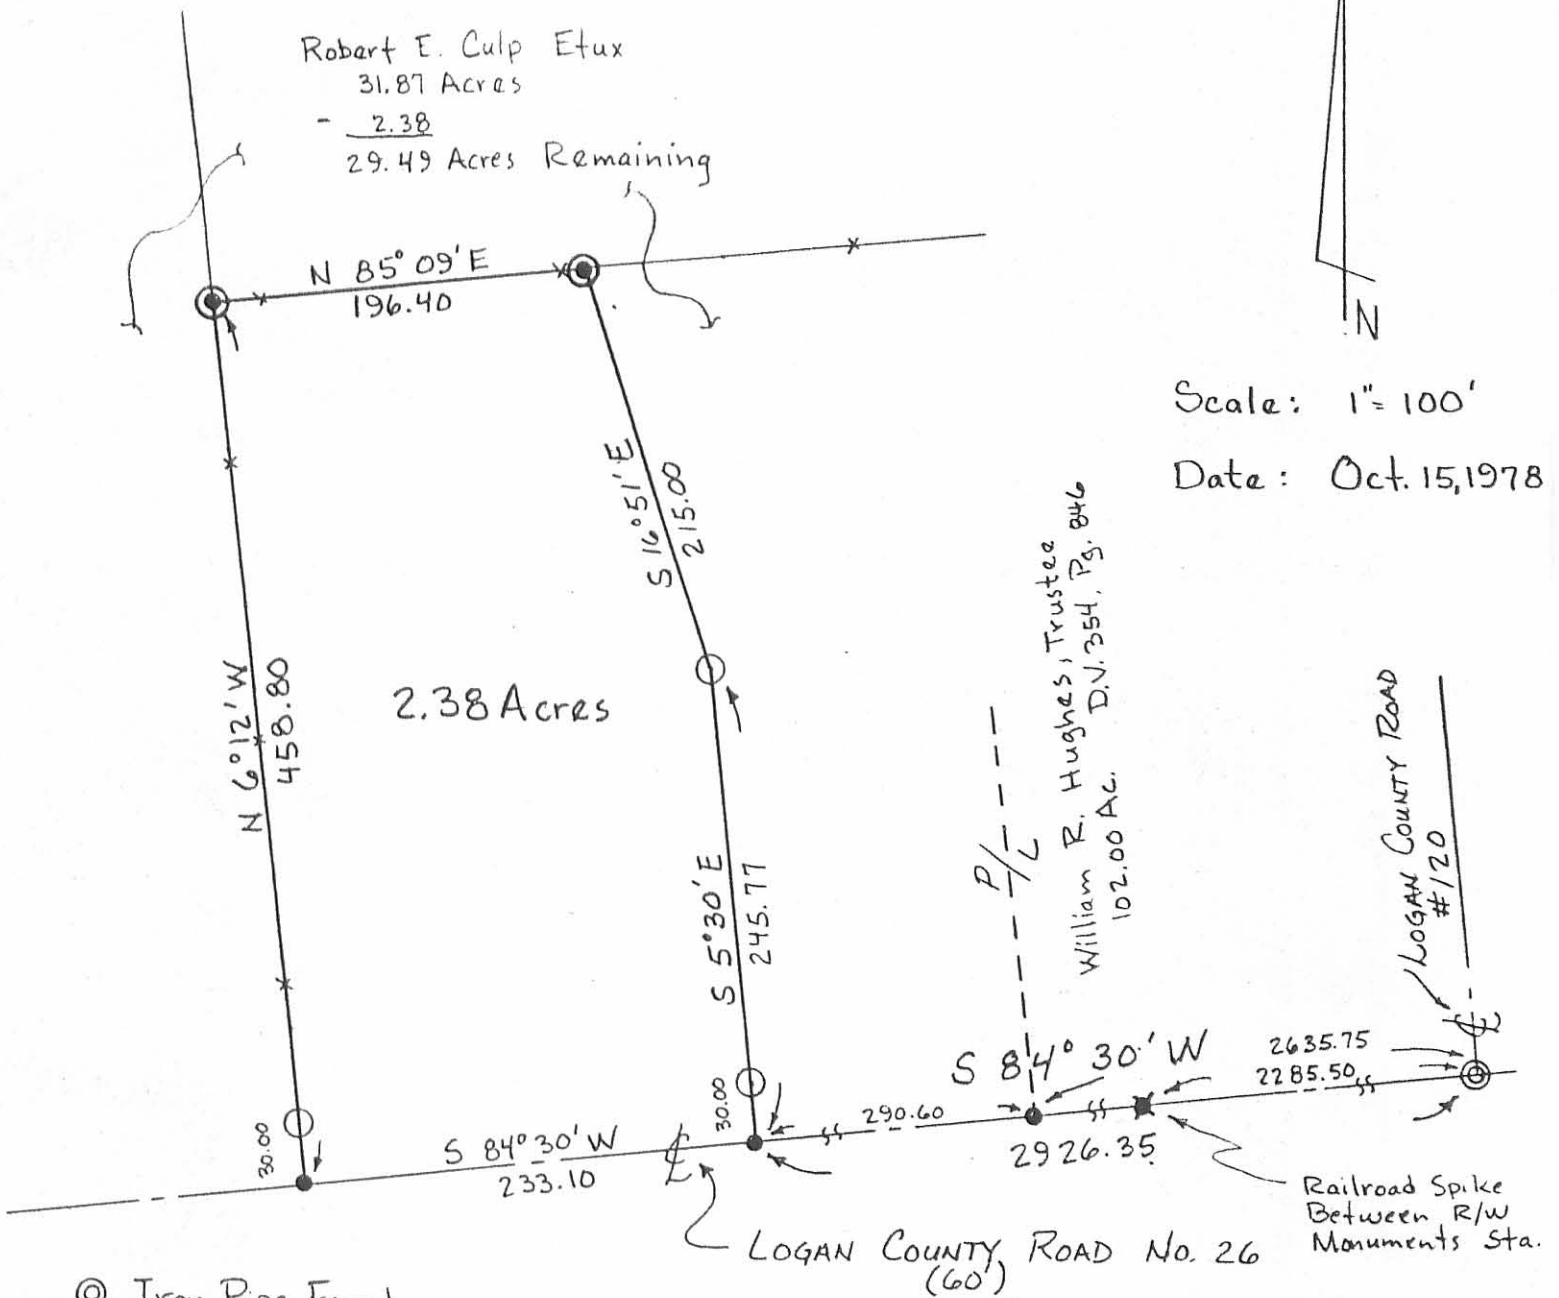 Robert E. Culp Etux
31.87 Acres
- 2.38
29.49 Acres Remaining
N 85° 09' E
196.40
N
Scale: 1" = 100'
Date: Oct. 15, 1978
S 16° 51' E
215.00
N 6° 12' W
458.80
2.38 Acres
S 5° 30' E
245.77
P/L
William R. Hughes, Trustee
102.00 Ac. D.V. 354, Pg. 846
LOGAN COUNTY ROAD
#120
℄
S 84° 30' W
2635.75
2285.50
30.00
30.00
290.60
2926.35
S 84° 30' W
233.10
℄
Railroad Spike
Between R/W
Monuments Sta.
LOGAN COUNTY ROAD No. 26
(60')
Iron Pipe Found